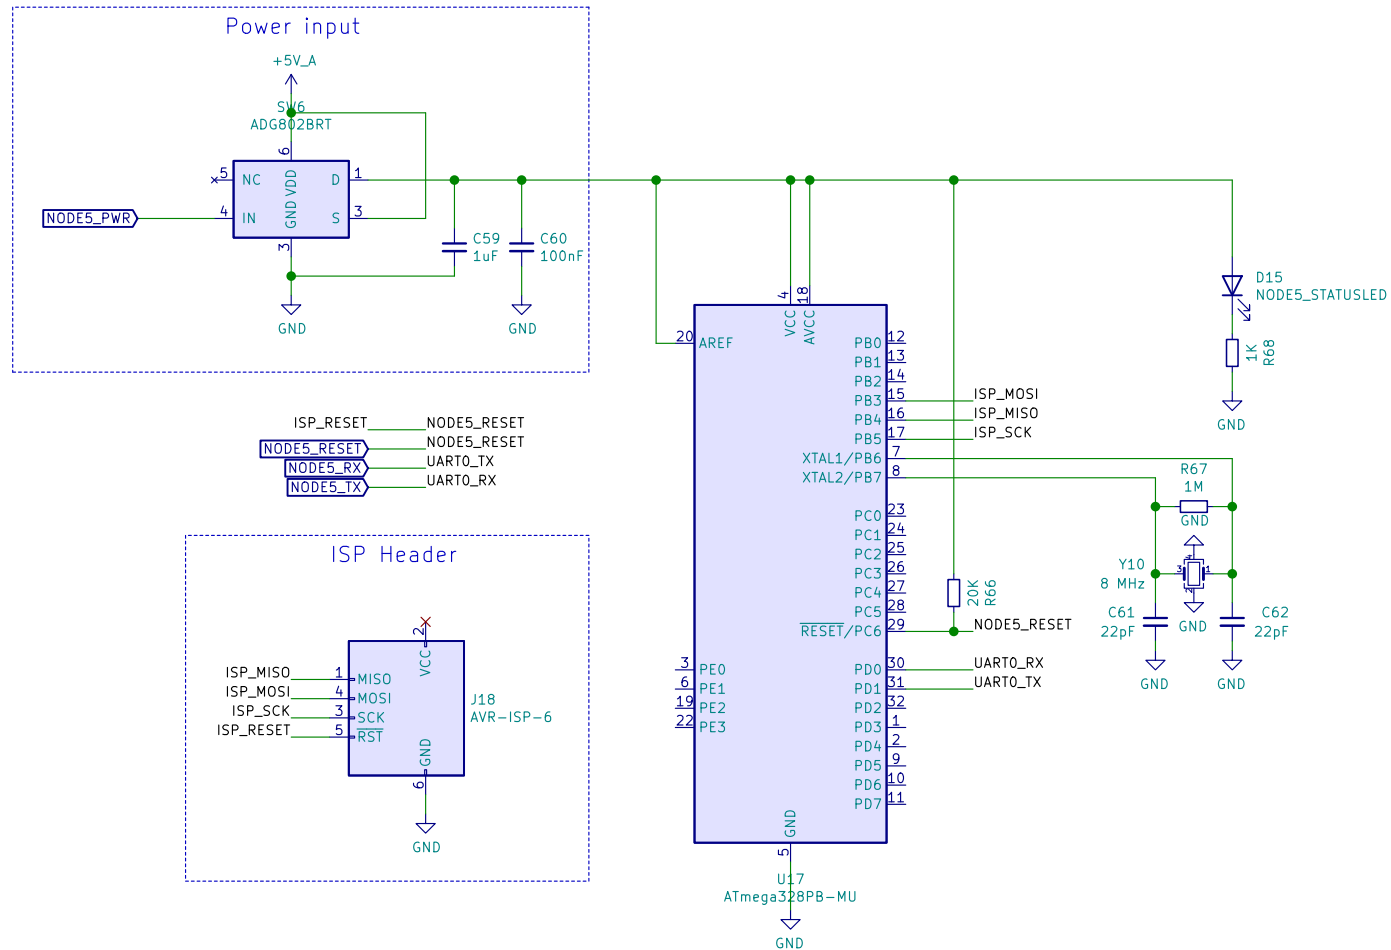 Power input
+5V_A
SW6
ADG802BRT
6
5
NC
VDD
D
1
NODE5_PWR
4
IN
GND
S
3
3
C59
1uF
C60
100nF
GND
GND
D15
NODE5_STATUSLED
1K
R68
GND
4
18
VCC
AVCC
20
AREF
PB0
12
PB1
13
PB2
14
PB3
15
ISP_MOSI
PB4
16
ISP_MISO
PB5
17
ISP_SCK
XTAL1/PB6
7
XTAL2/PB7
8
PC0
23
PC1
24
PC2
25
PC3
26
PC4
27
PC5
28
RESET/PC6
29
NODE5_RESET
20K
R66
3
PE0
6
PE1
19
PE2
22
PE3
PD0
30
UART0_RX
PD1
31
UART0_TX
PD2
32
PD3
1
PD4
2
PD5
9
PD6
10
PD7
11
GND
5
U17
ATmega328PB-MU
GND
R67
1M
GND
4
Y10
8 MHz
3
1
2
GND
C61
22pF
C62
22pF
GND
GND
ISP_RESET
NODE5_RESET
NODE5_RESET
NODE5_RESET
NODE5_RX
UART0_TX
NODE5_TX
UART0_RX
ISP Header
2
VCC
ISP_MISO
1
MISO
ISP_MOSI
4
MOSI
ISP_SCK
3
SCK
ISP_RESET
5
RST
J18
AVR-ISP-6
GND
6
GND